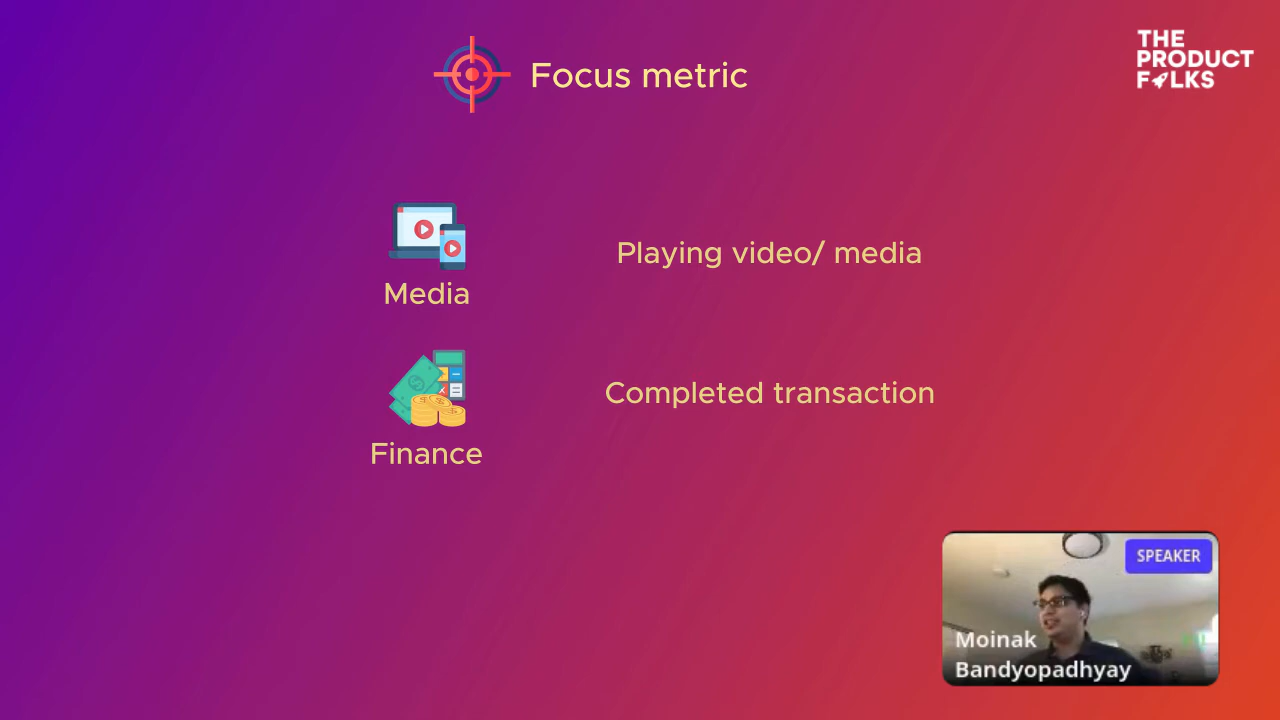 Focus metric
THE
PRODUCT
FOLKS
Playing video/ media
Media
Completed transaction
Finance
SPEAKER
Moinak
Bandyopadhyay